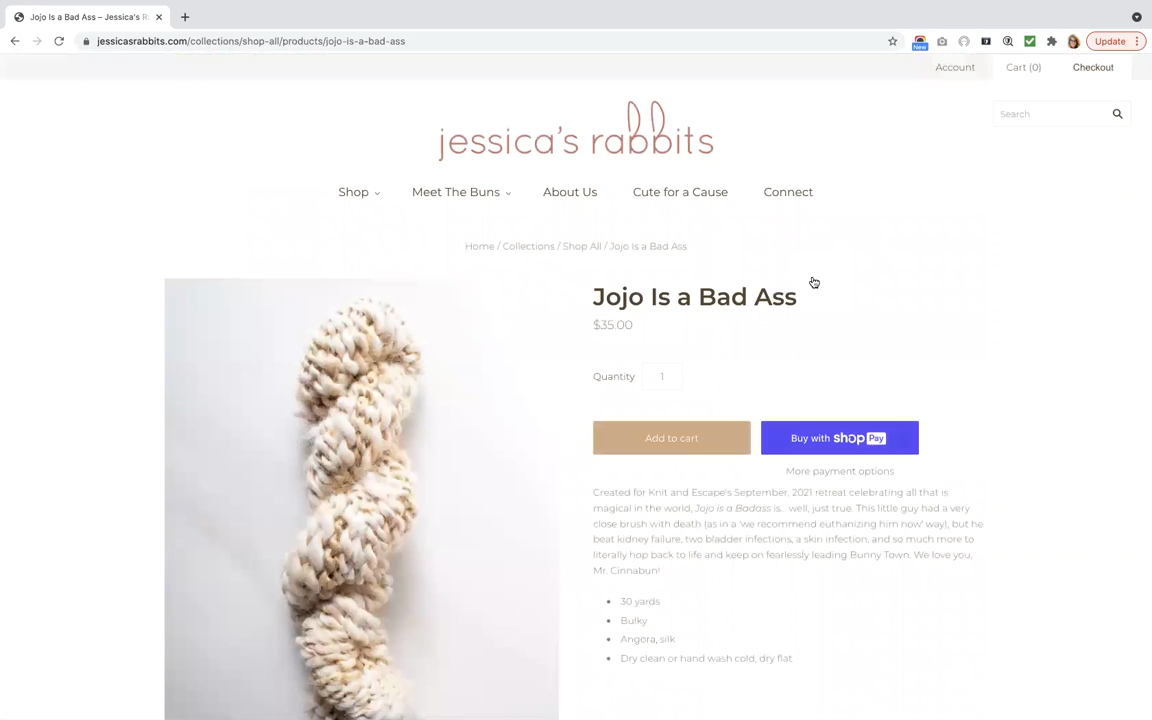 Jojo Is a Bad Ass – Jessica's R
jessicasrabbits.com/collections/shop-all/products/jojo-is-a-bad-ass
New
Update
Account
Cart (0)
Checkout
jessica's rabbits
Search
Shop
Meet The Buns
About Us
Cute for a Cause
Connect
Home / Collections / Shop All / Jojo Is a Bad Ass
Jojo Is a Bad Ass
$35.00
Quantity
1
Add to cart
Buy with shop Pay
More payment options
Created for Knit and Escape's September, 2021 retreat celebrating all that is
magical in the world, Jojo is a Badass is... well, just true. This little guy had a very
close brush with death (as in a 'we recommend euthanizing him now' way), but he
beat kidney failure, two bladder infections, a skin infection, and so much more to
literally hop back to life and keep on fearlessly leading Bunny Town. We love you,
Mr. Cinnabun!
30 yards
Bulky
Angora, silk
Dry clean or hand wash cold, dry flat